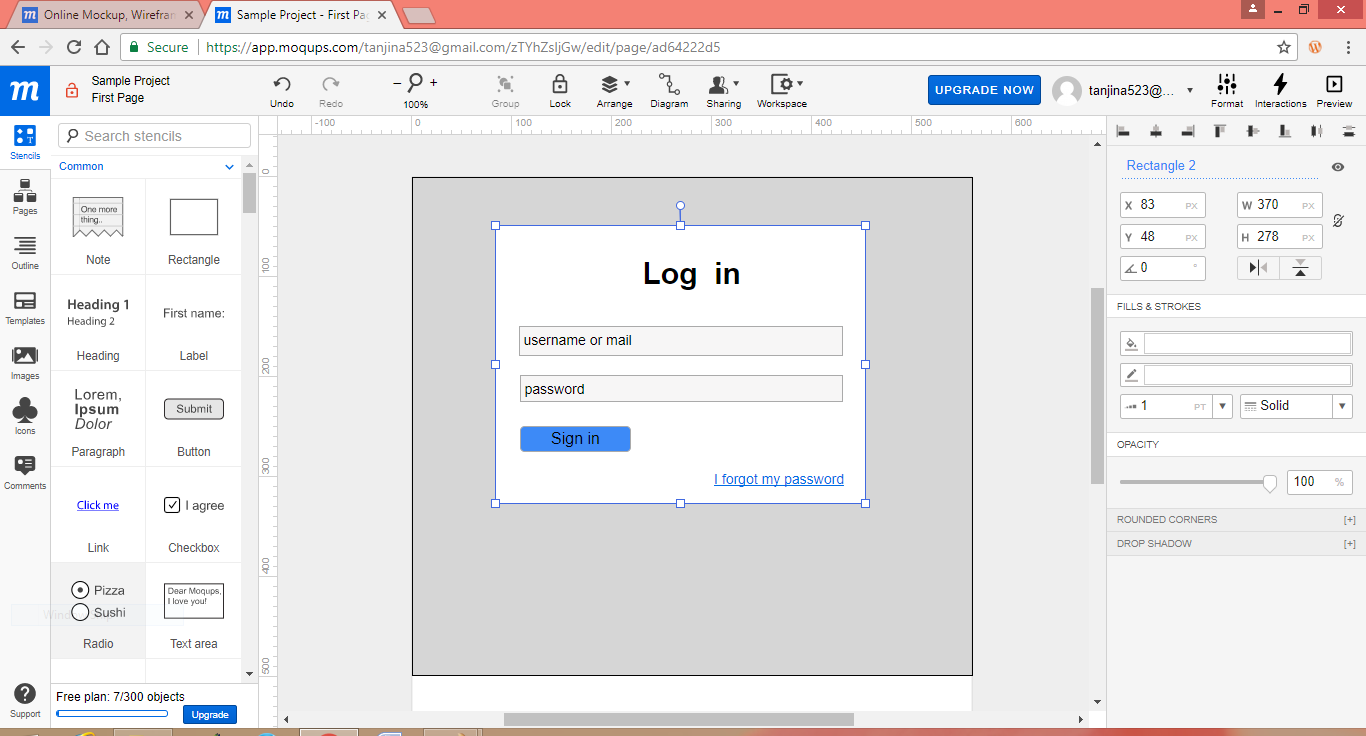 Online Mockup, Wirefran
Sample Project - First Pag
Secure
https://app.moqups.com/tanjina523@gmail.com/zTYhZsIjGw/edit/page/ad64222d5
m
Sample Project
First Page
Undo
Redo
− +
100%
Group
Lock
Arrange
Diagram
Sharing
Workspace
UPGRADE NOW
tanjina523@...
Format
Interactions
Preview
Stencils
Pages
Outline
Templates
Images
Icons
Comments
Support
Search stencils
Common
One more
thing..
Note
Rectangle
Heading 1
Heading 2
Heading
First name:
Label
Lorem,
Ipsum
Dolor
Paragraph
Submit
Button
Click me
Link
I agree
Checkbox
Pizza
Sushi
Radio
Dear Moqups,
I love you!
Text area
Free plan: 7/300 objects
Upgrade
-100 0 100 200 300 400 500 600
0
100
200
300
400
500
Log in
username or mail
password
Sign in
I forgot my password
Rectangle 2
X 83 PX
W 370 PX
Y 48 PX
H 278 PX
0 °
FILLS & STROKES
1 PT
Solid
OPACITY
100 %
ROUNDED CORNERS [+]
DROP SHADOW [+]